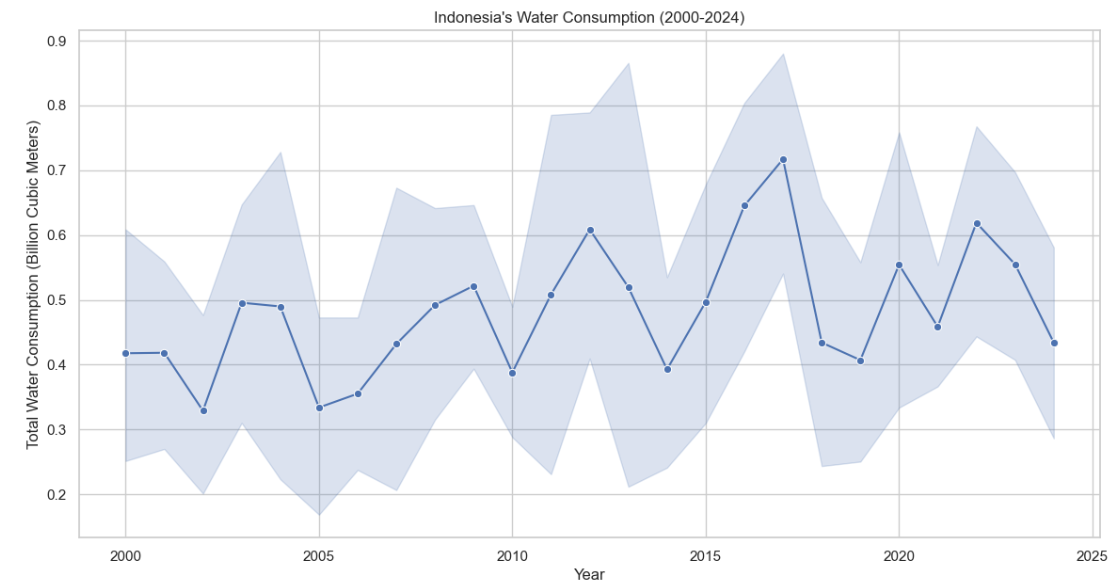 Indonesia's Water Consumption (2000-2024)
Total Water Consumption (Billion Cubic Meters)
0.9
0.8
0.7
0.6
0.5
0.4
0.3
0.2
2000 2005 2010 2015 2020 2025
Year